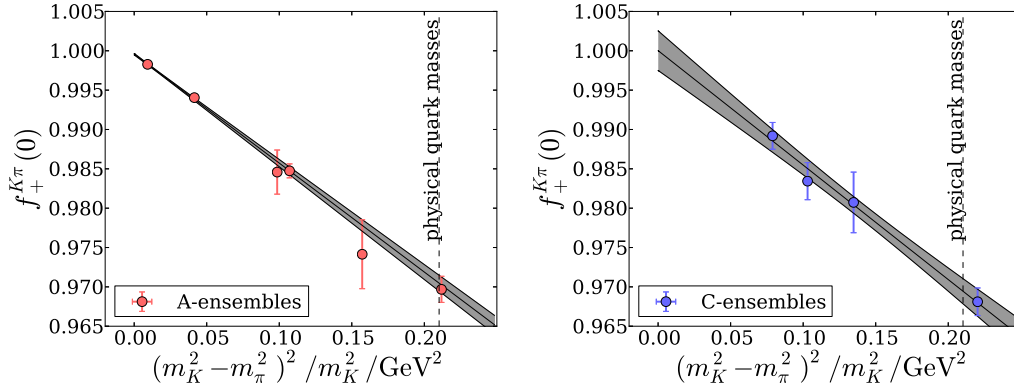 1.005
1.000
0.995
0.990
0.985
0.980
0.975
0.970
0.965
f_+^{Kπ}(0)
physical quark masses
A-ensembles
0.00 0.05 0.10 0.15 0.20
(m_K^2 − m_π^2)^2 /m_K^2 /GeV^2
1.005
1.000
0.995
0.990
0.985
0.980
0.975
0.970
0.965
f_+^{Kπ}(0)
physical quark masses
C-ensembles
0.00 0.05 0.10 0.15 0.20
(m_K^2 − m_π^2)^2 /m_K^2 /GeV^2